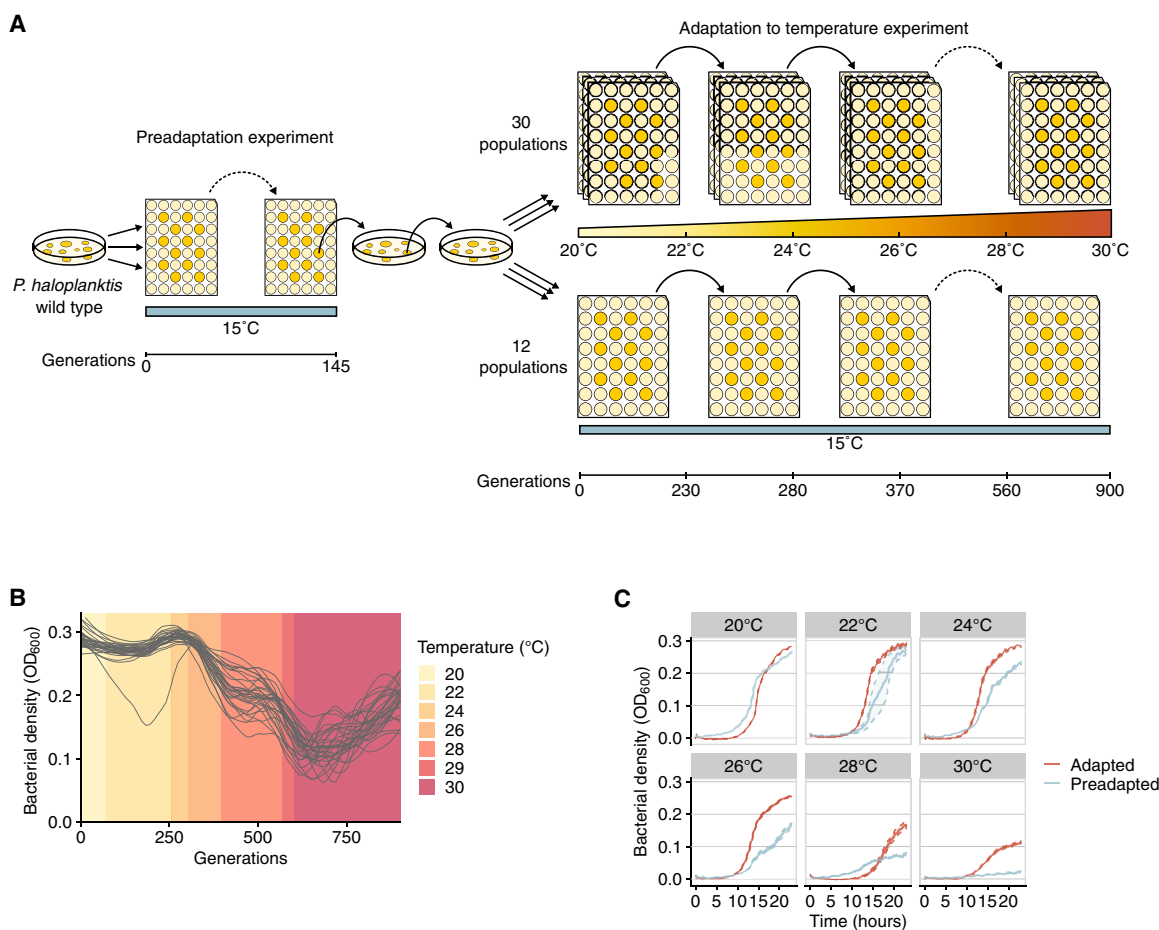 A
Adaptation to temperature experiment
Preadaptation experiment
30
populations
20˚C 22˚C 24˚C 26˚C 28˚C 30˚C
P. haloplanktis
wild type
15˚C
Generations
0 145
12
populations
15˚C
Generations
0 230 280 370 560 900
B
Bacterial density (OD600)
0.3
0.2
0.1
0.0
0 250 500 750
Generations
Temperature (°C)
20
22
24
26
28
29
30
C
Bacterial density (OD600)
20°C 22°C 24°C
0.3
0.2
0.1
0.0
26°C 28°C 30°C
0.3
0.2
0.1
0.0
0 5 10 15 20 0 5 10 15 20 0 5 10 15 20
Time (hours)
Adapted
Preadapted